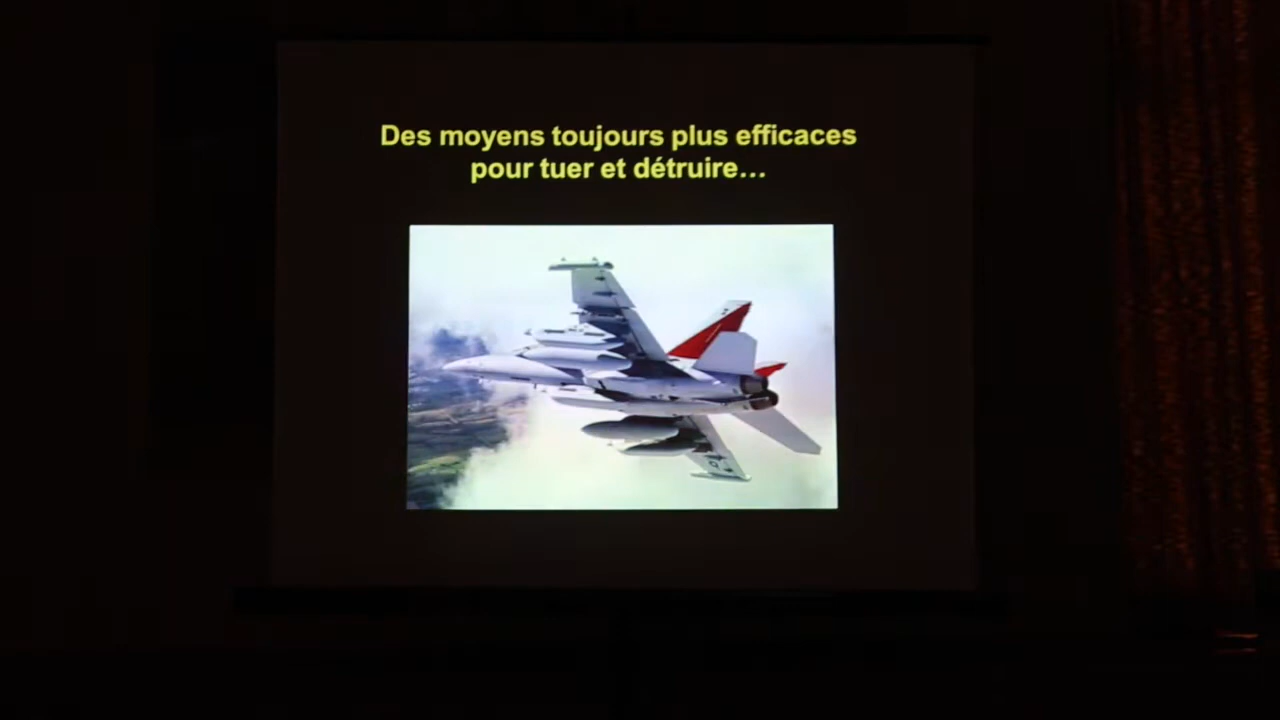 Des moyens toujours plus efficaces
pour tuer et détruire…